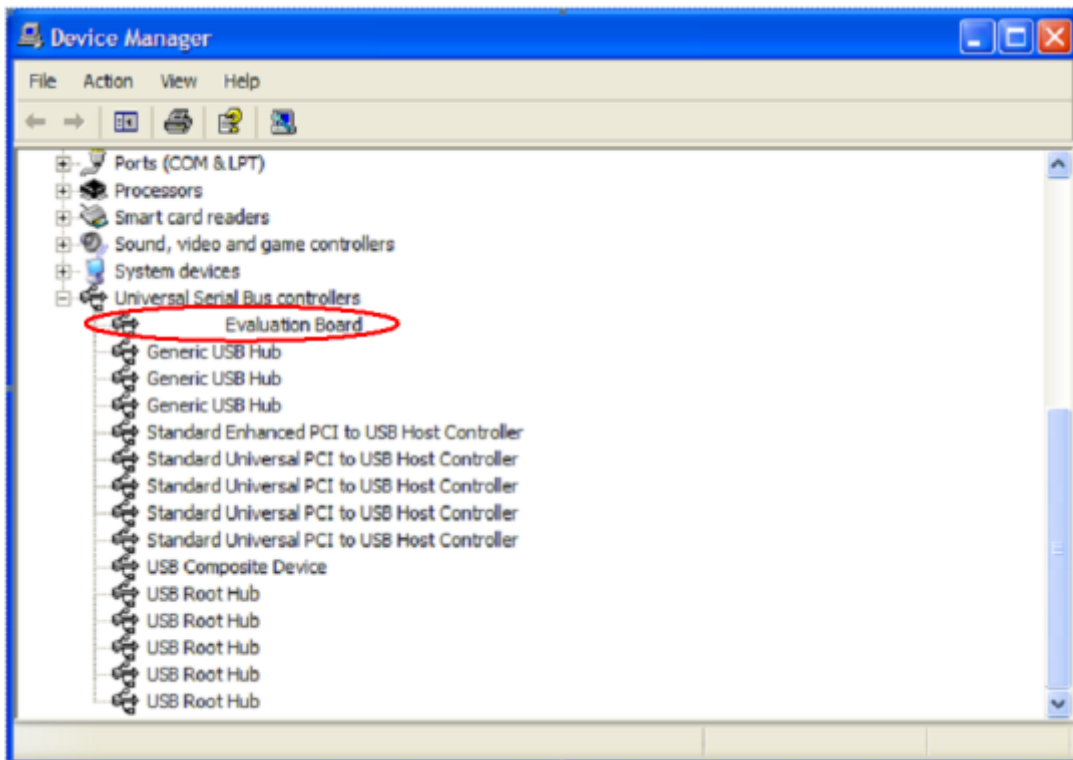 Device Manager
File Action View Help
Ports (COM & LPT)
Processors
Smart card readers
Sound, video and game controllers
System devices
Universal Serial Bus controllers
Evaluation Board
Generic USB Hub
Generic USB Hub
Generic USB Hub
Standard Enhanced PCI to USB Host Controller
Standard Universal PCI to USB Host Controller
Standard Universal PCI to USB Host Controller
Standard Universal PCI to USB Host Controller
Standard Universal PCI to USB Host Controller
USB Composite Device
USB Root Hub
USB Root Hub
USB Root Hub
USB Root Hub
USB Root Hub